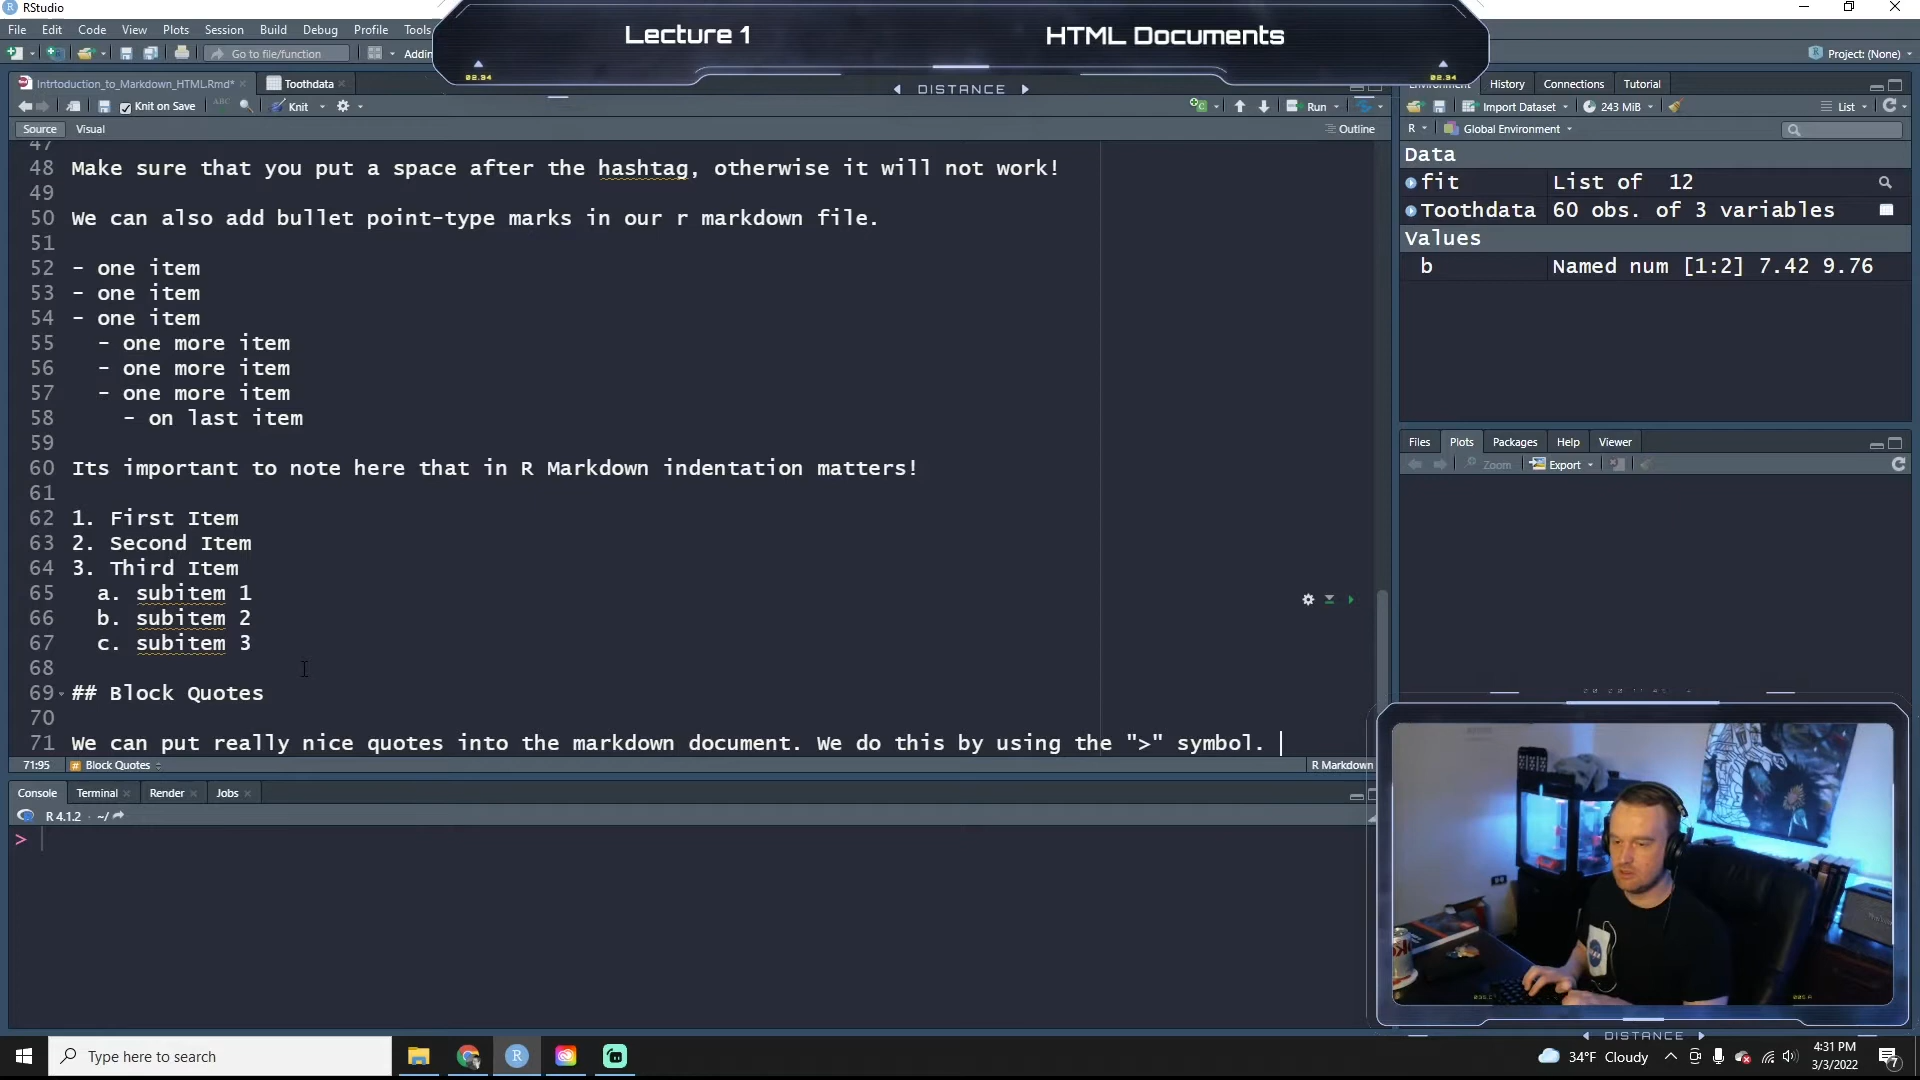 RStudio
Lecture 1
HTML Documents
File Edit Code View Plots Session Build Debug Profile Tools
Go to file/function
Addin
Project: (None)
02.94
02.94
DISTANCE
Intrtoduction_to_Markdown_HTML.Rmd*
Toothdata
Environment History Connections Tutorial
Knit on Save
ABC
Knit
Run
Import Dataset
243 MiB
List
Source
Visual
Outline
R
Global Environment
47
48 Make sure that you put a space after the hashtag, otherwise it will not work!
49
50 We can also add bullet point-type marks in our r markdown file.
51
52 - one item
53 - one item
54 - one item
55 - one more item
56 - one more item
57 - one more item
58 - on last item
59
60 Its important to note here that in R Markdown indentation matters!
61
62 1. First Item
63 2. Second Item
64 3. Third Item
65 a. subitem 1
66 b. subitem 2
67 c. subitem 3
68
69 ## Block Quotes
70
71 We can put really nice quotes into the markdown document. We do this by using the ">" symbol.
71:95
Block Quotes
R Markdown
Data
fit List of 12
Toothdata 60 obs. of 3 variables
Values
b Named num [1:2] 7.42 9.76
Files Plots Packages Help Viewer
Zoom
Export
Console Terminal Render Jobs
R 4.1.2 · ~/
>
DISTANCE
Type here to search
34°F Cloudy
4:31 PM
3/3/2022
7